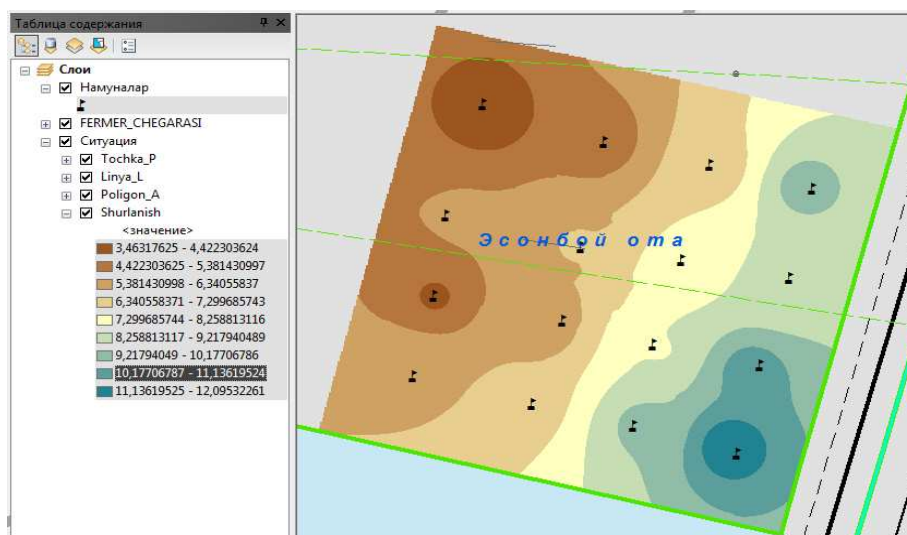 Таблица содержания
Слои
Намуналар
FERMER_CHEGARASI
Ситуация
Tochka_P
Linya_L
Poligon_A
Shurlanish
<значение>
3,46317625 - 4,422303624
4,422303625 - 5,381430997
5,381430998 - 6,34055837
6,340558371 - 7,299685743
7,299685744 - 8,258813116
8,258813117 - 9,217940489
9,21794049 - 10,17706786
10,17706787 - 11,13619524
11,13619525 - 12,09532261
Эсонбой ота